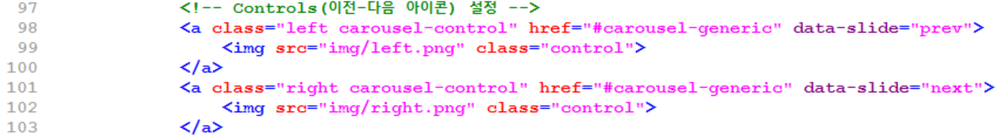 97 <!-- Controls(이전-다음 아이콘) 설정 -->
98 <a class="left carousel-control" href="#carousel-generic" data-slide="prev">
99 <img src="img/left.png" class="control">
100 </a>
101 <a class="right carousel-control" href="#carousel-generic" data-slide="next">
102 <img src="img/right.png" class="control">
103 </a>